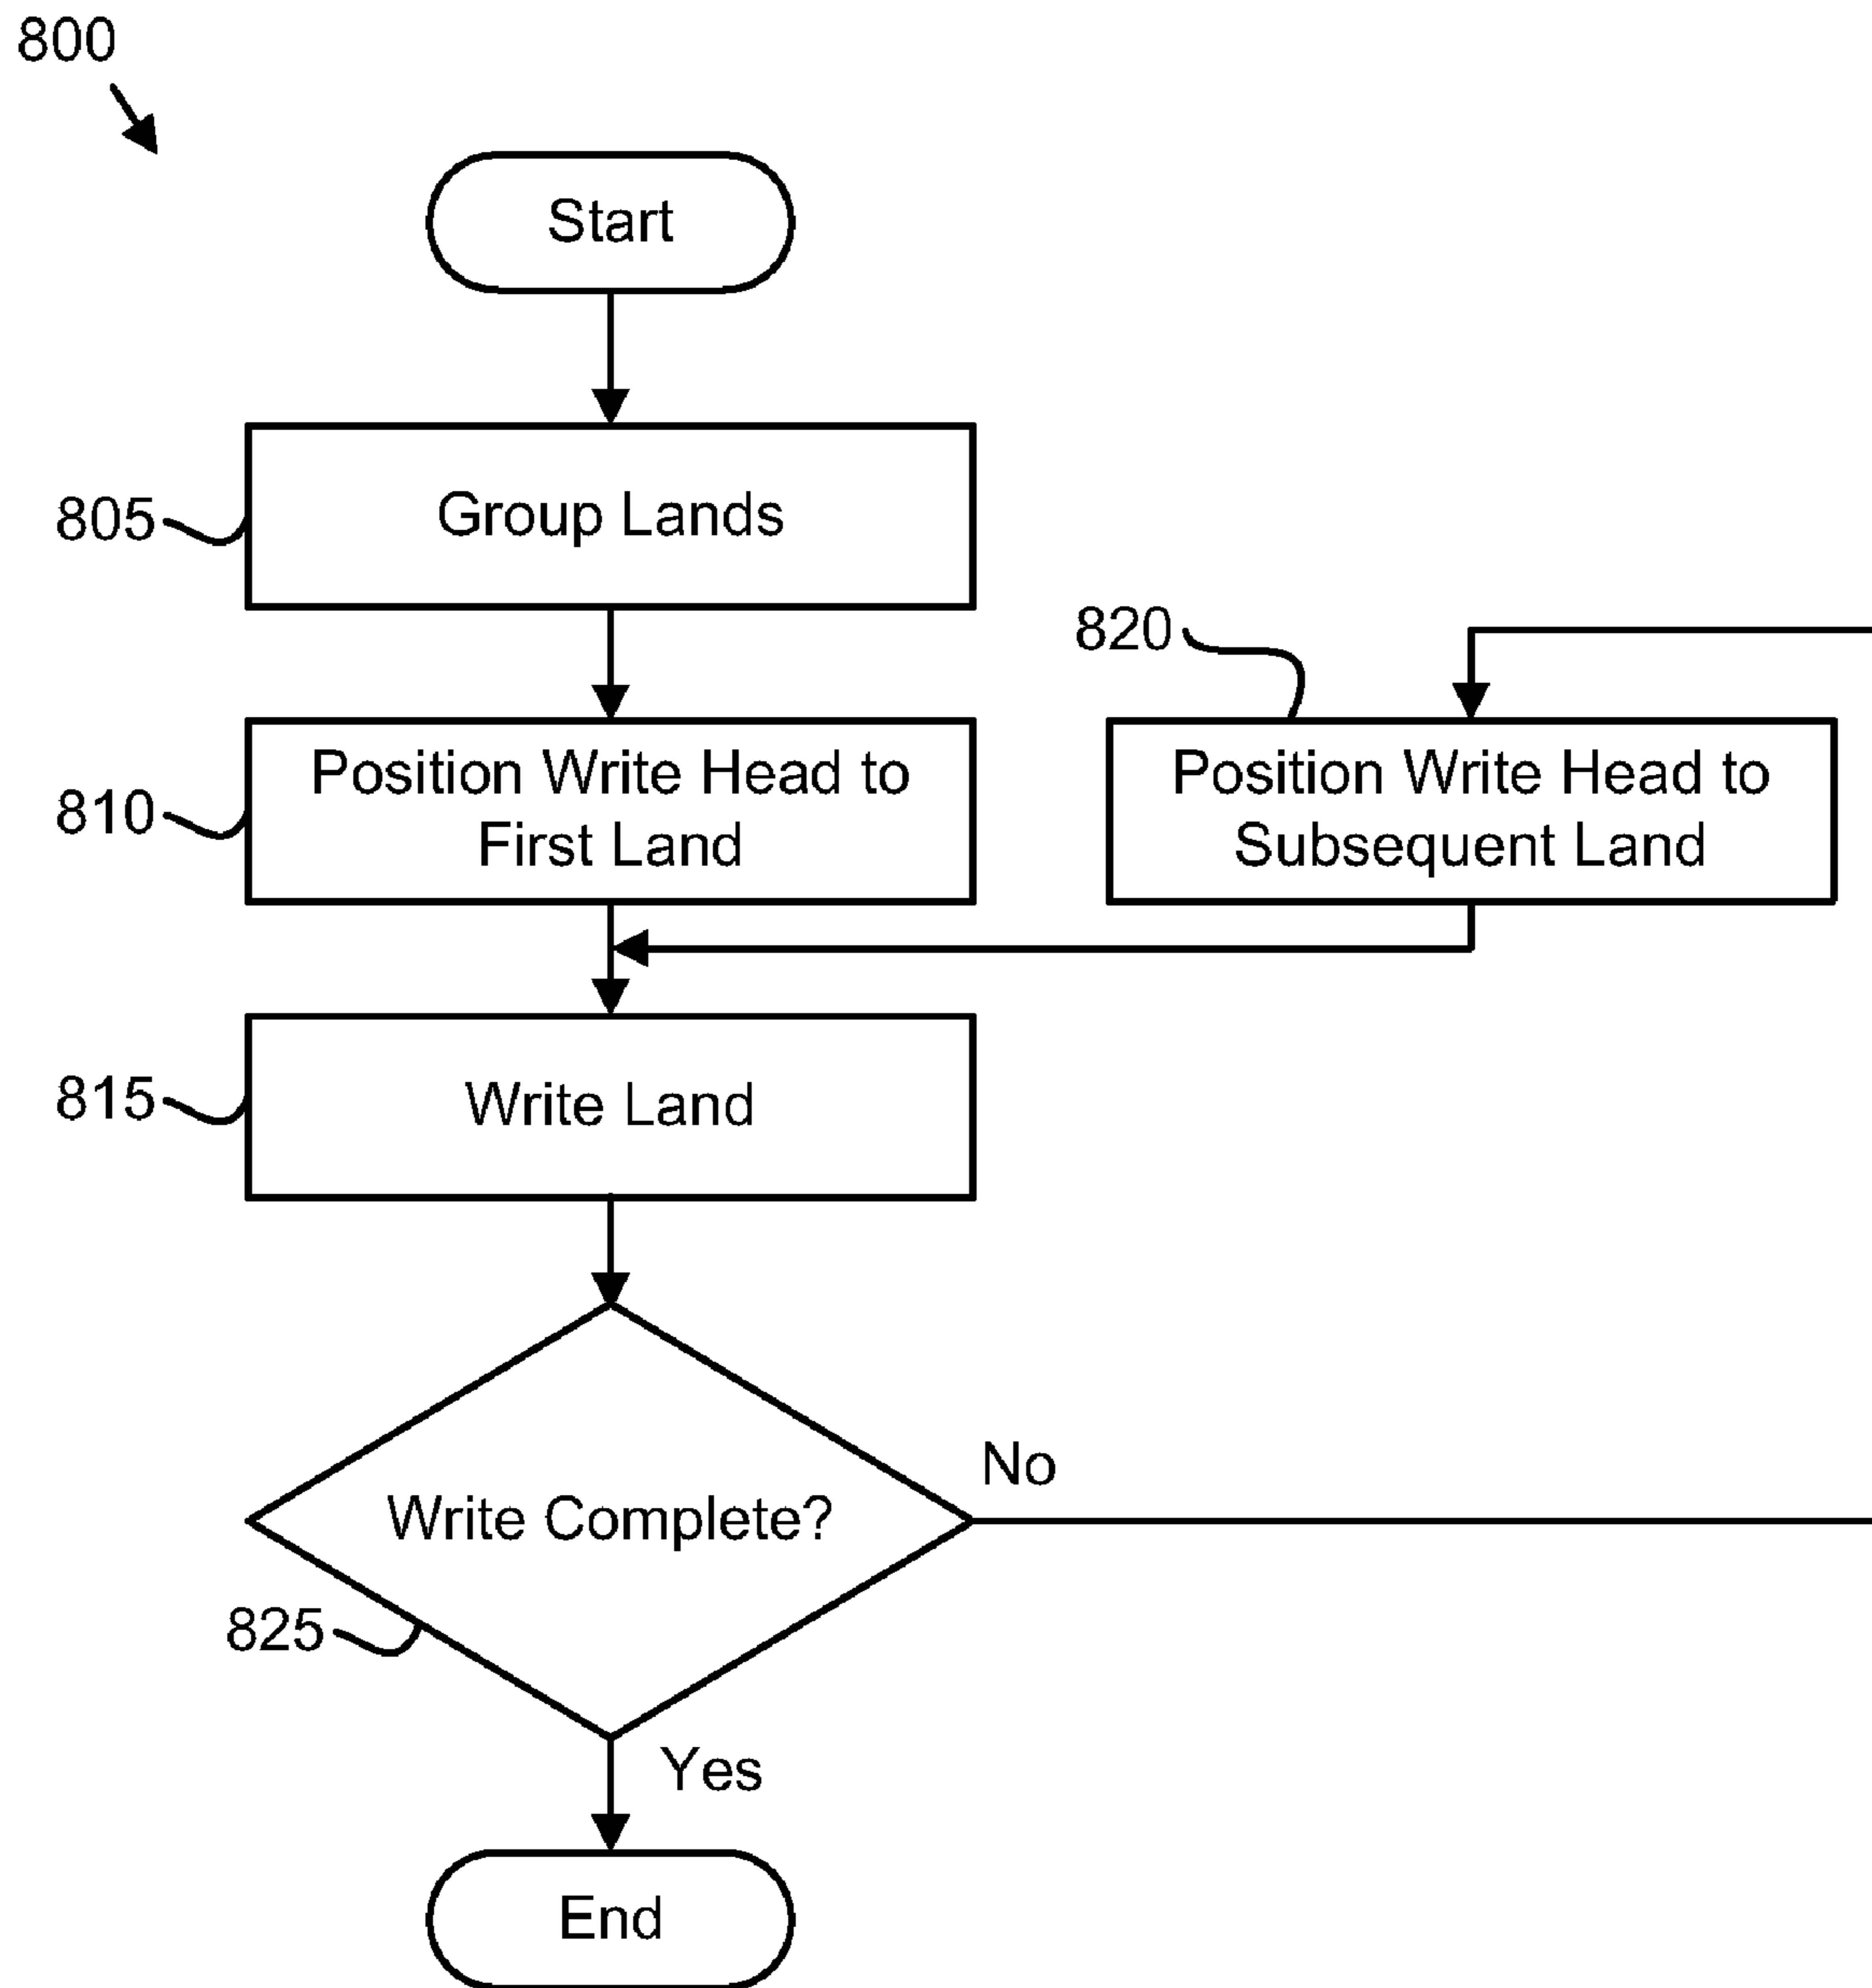 800
Start
805
Group Lands
820
810
Position Write Head to
First Land
Position Write Head to
Subsequent Land
815
Write Land
No
Write Complete?
825
Yes
End